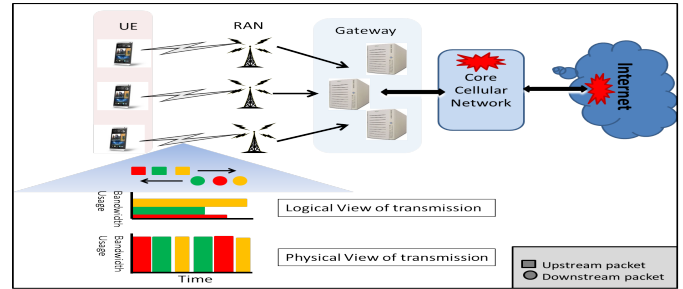 UE
RAN
Gateway
Core
Cellular
Network
Internet
Bandwidth
Usage
Logical View of transmission
Bandwidth
Usage
Physical View of transmission
Time
Upstream packet
Downstream packet